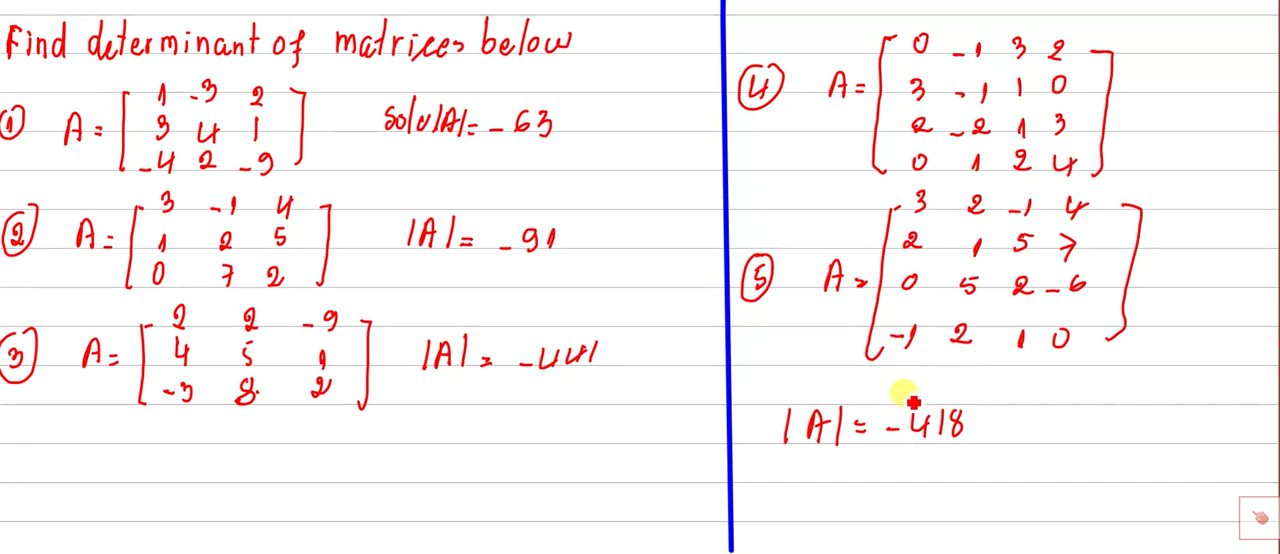 Find determinant of matrices below
① A = [ 1 -3 2
3 4 1
-4 2 -9 ] solu |A| = -63
② A = [ 3 -1 4
1 2 5
0 7 2 ] |A| = -91
③ A = [ 2 2 -9
4 5 1
-3 8 2 ] |A| = -441
④ A = [ 0 -1 3 2
3 -1 1 0
2 -2 1 3
0 1 2 4 ]
⑤ A = [ 3 2 -1 4
2 1 5 7
0 5 2 -6
-1 2 1 0 ]
|A| = -418